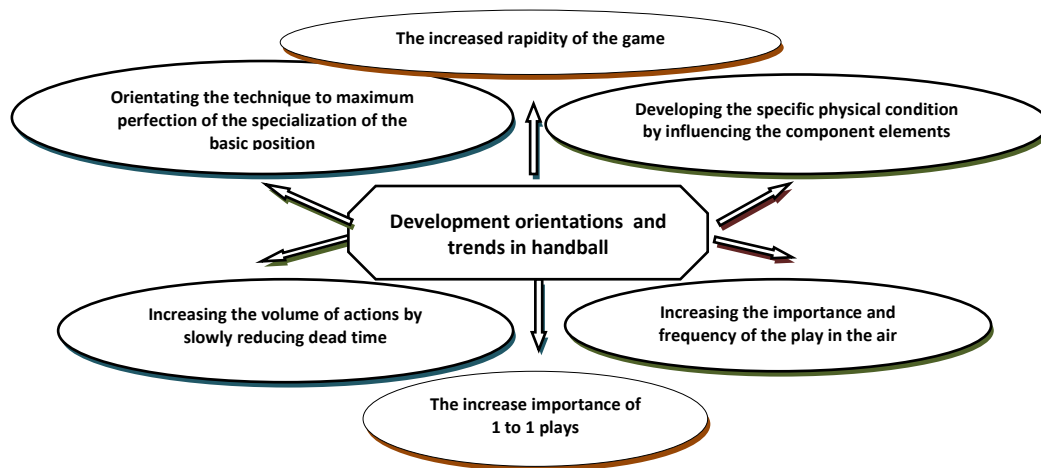 The increased rapidity of the game
Orientating the technique to maximum
perfection of the specialization of the
basic position
Developing the specific physical condition
by influencing the component elements
Development orientations and
trends in handball
Increasing the volume of actions by
slowly reducing dead time
Increasing the importance and
frequency of the play in the air
The increase importance of
1 to 1 plays